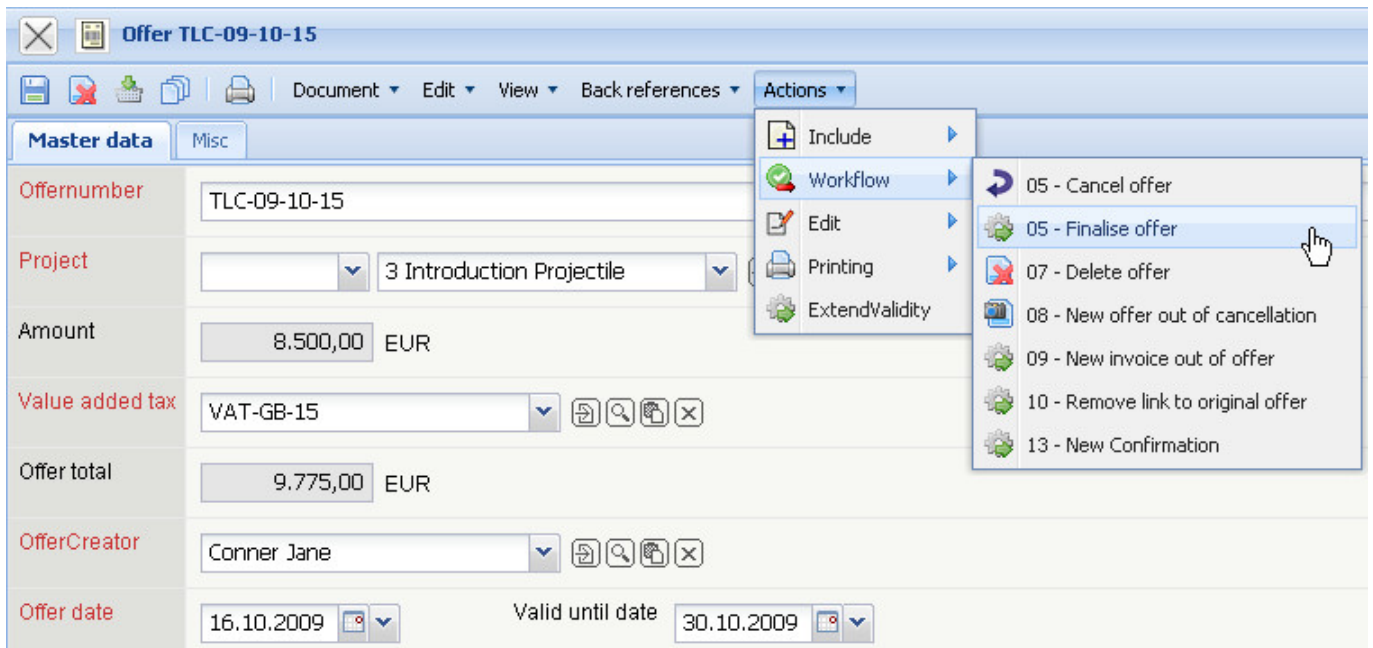 Offer TLC-09-10-15
Document Edit View Back references Actions
Master data Misc
Include
Workflow
Edit
Printing
ExtendValidity
05 - Cancel offer
05 - Finalise offer
07 - Delete offer
08 - New offer out of cancellation
09 - New invoice out of offer
10 - Remove link to original offer
13 - New Confirmation
Offernumber TLC-09-10-15
Project 3 Introduction Projectile
Amount 8.500,00 EUR
Value added tax VAT-GB-15
Offer total 9.775,00 EUR
OfferCreator Conner Jane
Offer date 16.10.2009 Valid until date 30.10.2009